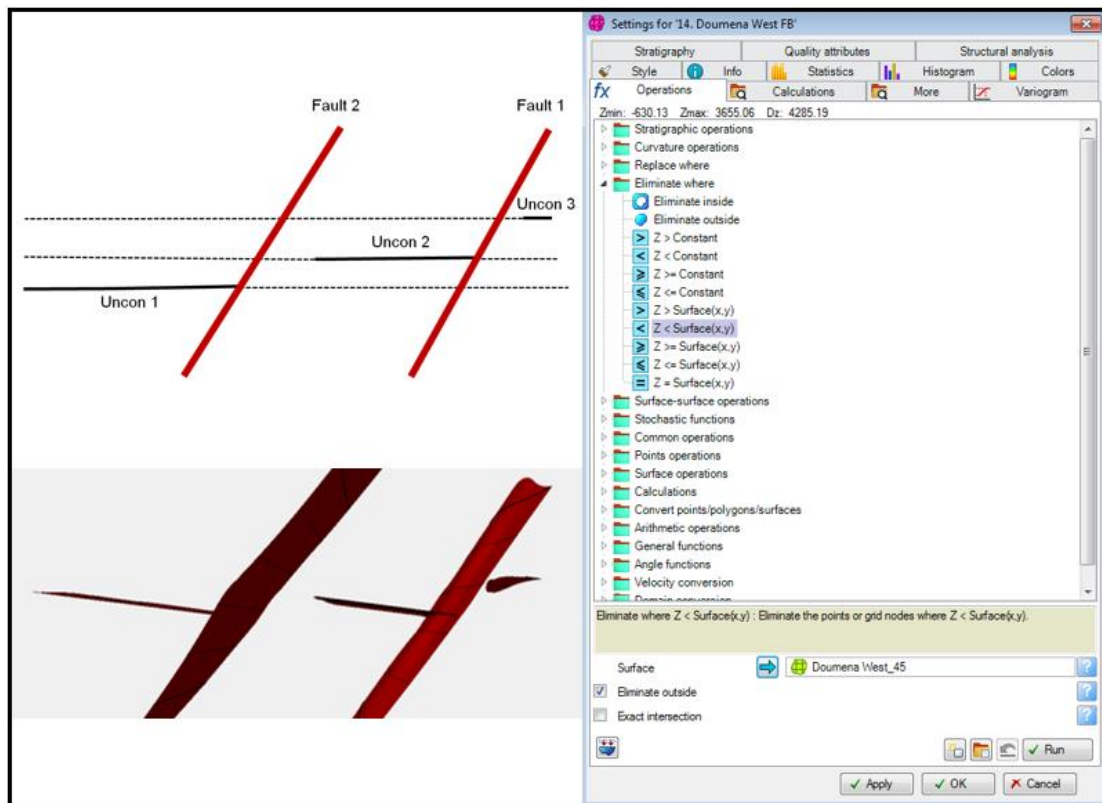 Fault 2
Fault 1
Uncon 3
Uncon 2
Uncon 1
Settings for '14. Doumena West FB'
Stratigraphy
Quality attributes
Structural analysis
Style
Info
Statistics
Histogram
Colors
fx Operations
Calculations
More
Variogram
Zmin: -630.13 Zmax: 3655.06 Dz: 4285.19
Stratigraphic operations
Curvature operations
Replace where
Eliminate where
Eliminate inside
Eliminate outside
> Z > Constant
< Z < Constant
≥ Z >= Constant
≤ Z <= Constant
> Z > Surface(x,y)
< Z < Surface(x,y)
≥ Z >= Surface(x,y)
≤ Z <= Surface(x,y)
= Z = Surface(x,y)
Surface-surface operations
Stochastic functions
Common operations
Points operations
Surface operations
Calculations
Convert points/polygons/surfaces
Arithmetic operations
General functions
Angle functions
Velocity conversion
Domain conversion
Eliminate where Z < Surface(x,y) : Eliminate the points or grid nodes where Z < Surface(x,y).
Surface
Doumena West_45
?
Eliminate outside
?
Exact intersection
?
Run
Apply
OK
Cancel